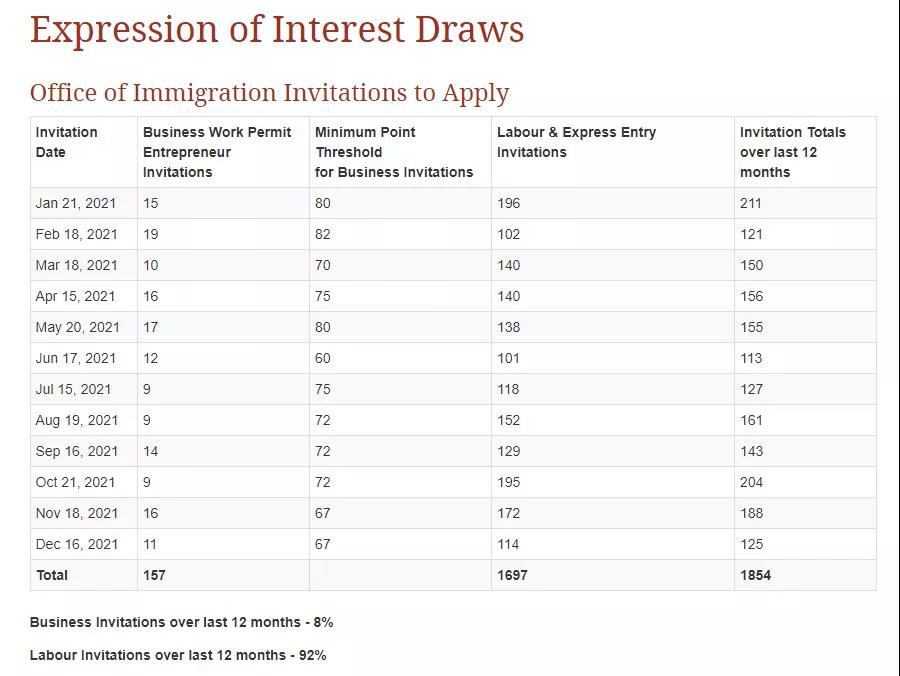 Expression of Interest Draws
Office of Immigration Invitations to Apply
Invitation Date | Business Work Permit Entrepreneur Invitations | Minimum Point Threshold for Business Invitations | Labour & Express Entry Invitations | Invitation Totals over last 12 months
Jan 21, 2021 | 15 | 80 | 196 | 211
Feb 18, 2021 | 19 | 82 | 102 | 121
Mar 18, 2021 | 10 | 70 | 140 | 150
Apr 15, 2021 | 16 | 75 | 140 | 156
May 20, 2021 | 17 | 80 | 138 | 155
Jun 17, 2021 | 12 | 60 | 101 | 113
Jul 15, 2021 | 9 | 75 | 118 | 127
Aug 19, 2021 | 9 | 72 | 152 | 161
Sep 16, 2021 | 14 | 72 | 129 | 143
Oct 21, 2021 | 9 | 72 | 195 | 204
Nov 18, 2021 | 16 | 67 | 172 | 188
Dec 16, 2021 | 11 | 67 | 114 | 125
Total | 157 | | 1697 | 1854
Business Invitations over last 12 months - 8%
Labour Invitations over last 12 months - 92%